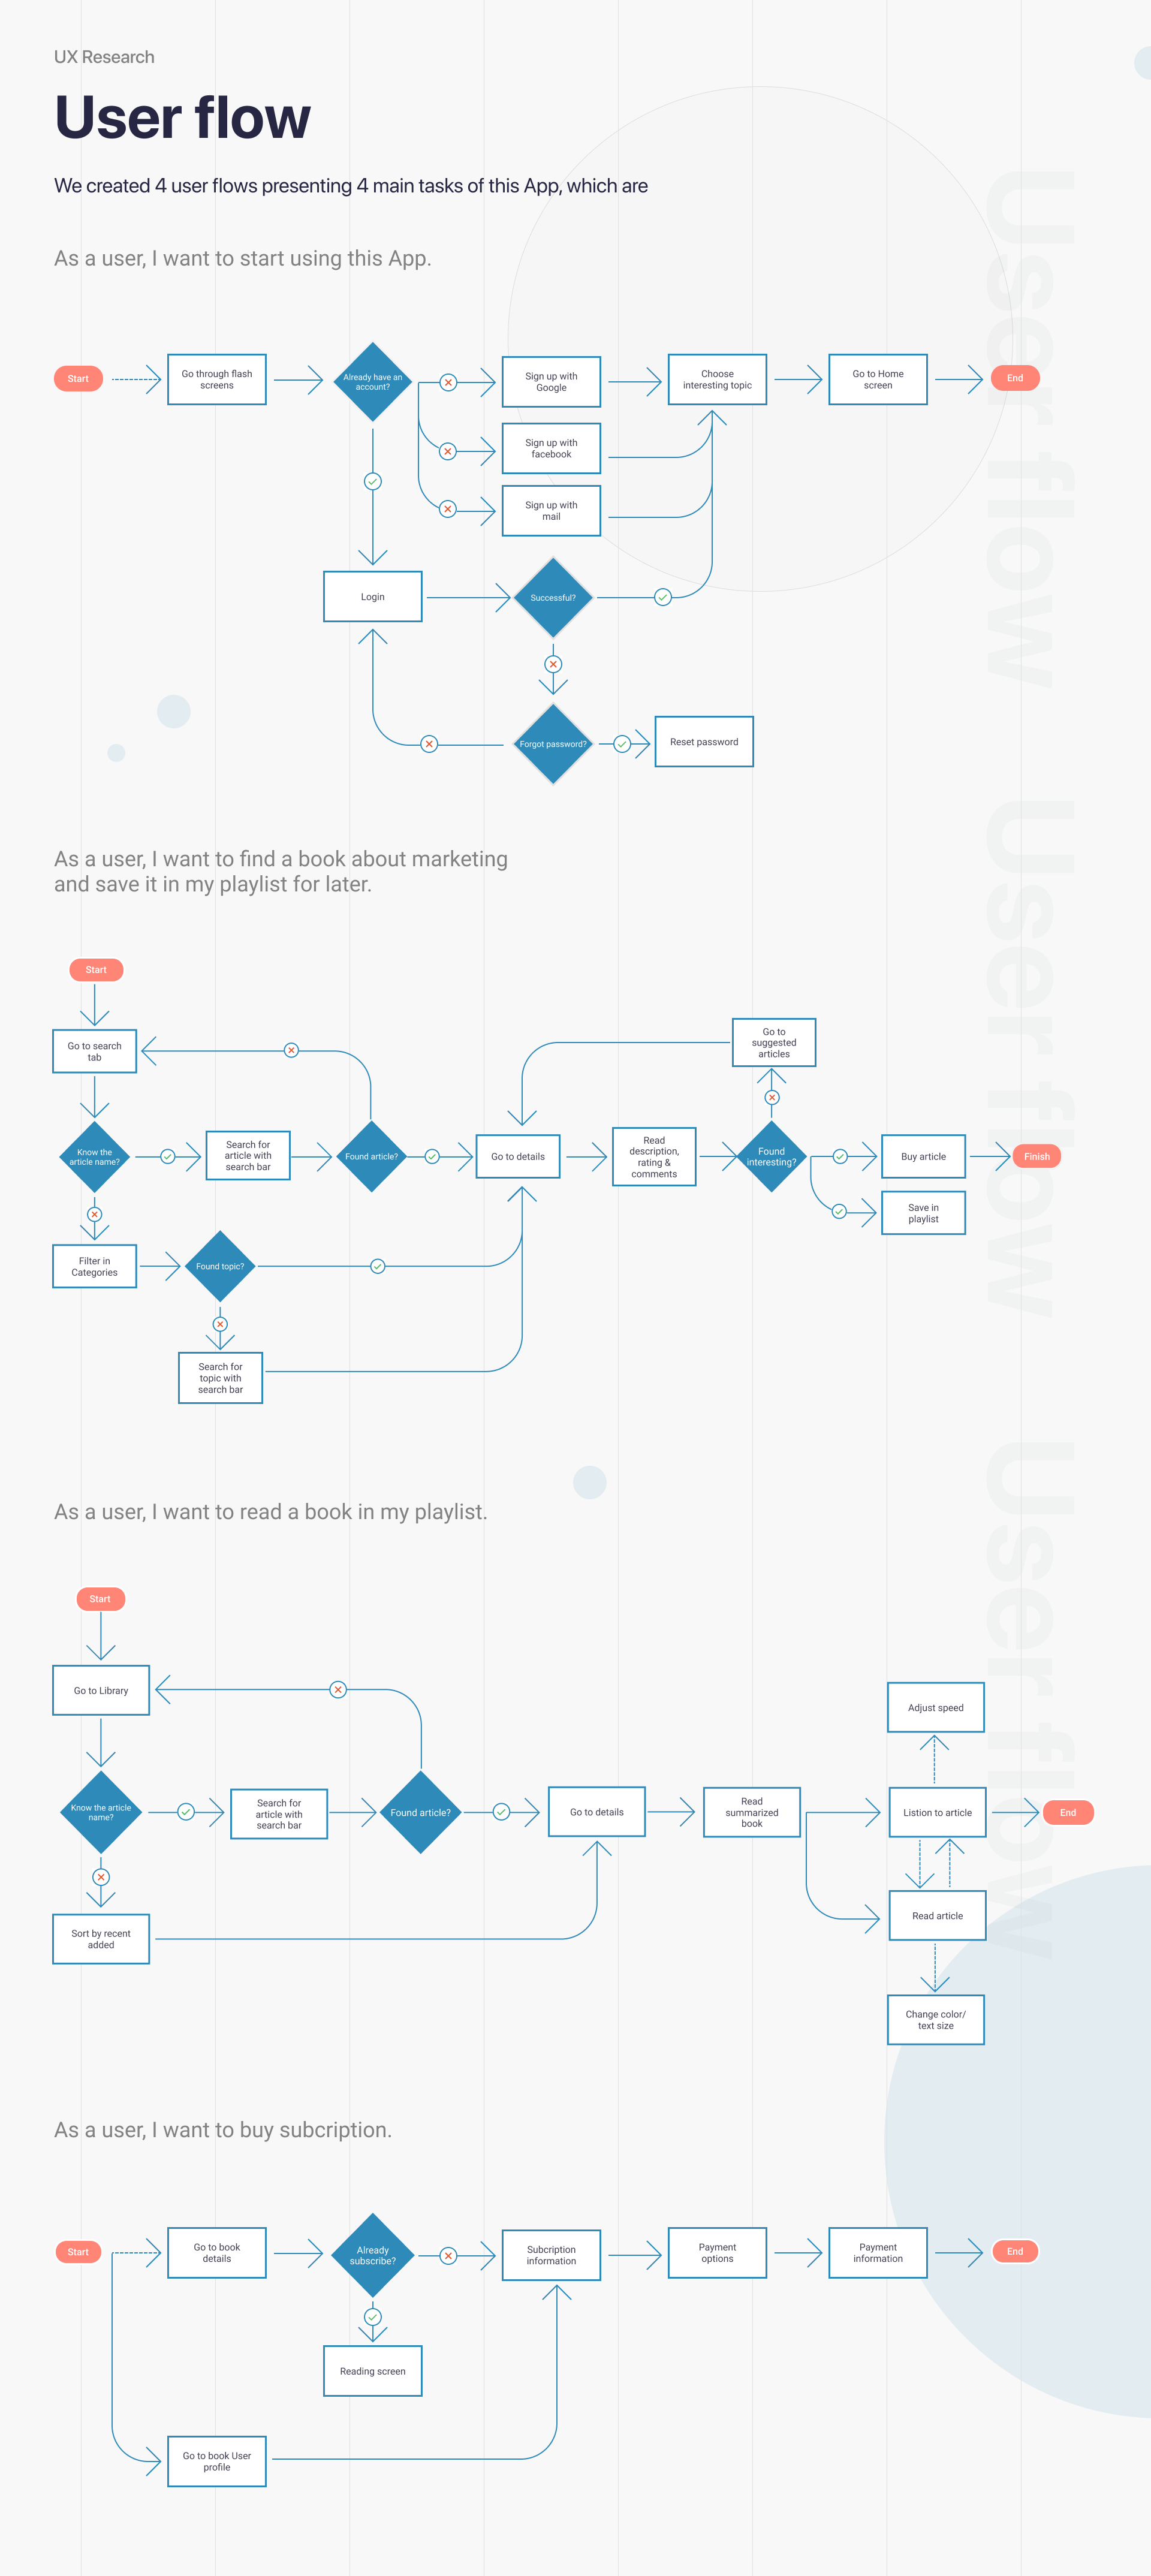 UX Research
User flow
We created 4 user flows presenting 4 main tasks of this App, which are
As a user, I want to start using this App.
Start
Go through flash
screens
Already have an
account?
Sign up with
Google
Choose
interesting topic
Go to Home
screen
End
Sign up with
facebook
Sign up with
mail
Login
Successful?
Forgot password?
Reset password
User flow
As a user, I want to find a book about marketing
and save it in my playlist for later.
Start
Go to search
tab
Go to
suggested
articles
Know the
article name?
Search for
article with
search bar
Found article?
Go to details
Read
description,
rating &
comments
Found
interesting?
Buy article
Finish
Save in
playlist
Filter in
Categories
Found topic?
Search for
topic with
search bar
User flow
As a user, I want to read a book in my playlist.
Start
Go to Library
Adjust speed
Know the article
name?
Search for
article with
search bar
Found article?
Go to details
Read
summarized
book
Listion to article
End
Sort by recent
added
Read article
Change color/
text size
User flow
As a user, I want to buy subcription.
Start
Go to book
details
Already
subscribe?
Subcription
information
Payment
options
Payment
information
End
Reading screen
Go to book User
profile